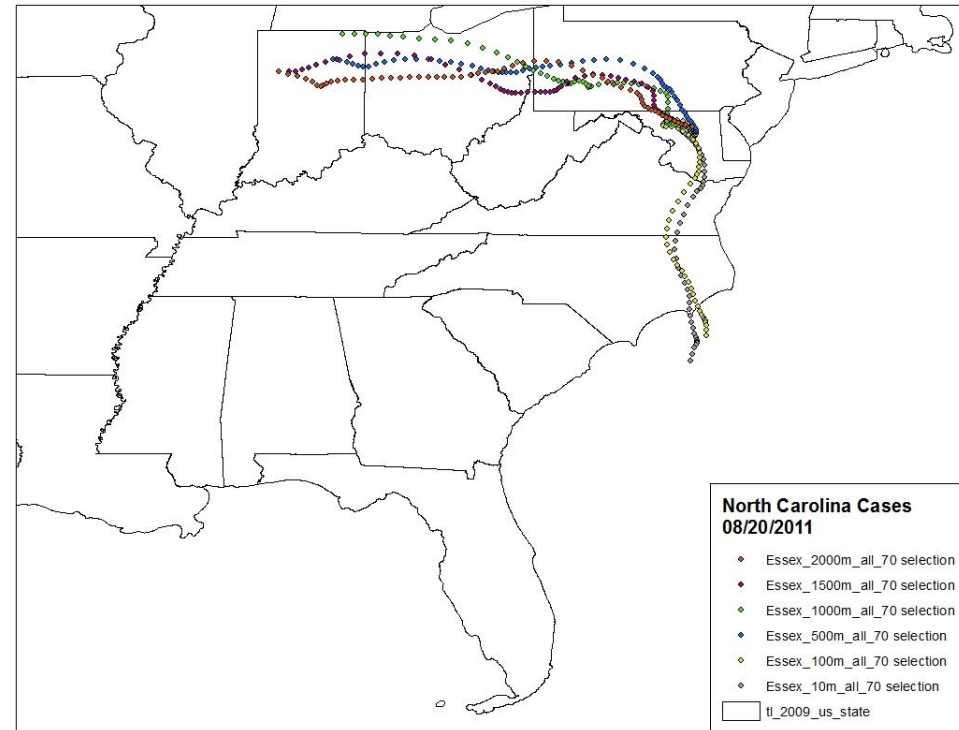 North Carolina Cases
08/20/2011
Essex_2000m_all_70 selection
Essex_1500m_all_70 selection
Essex_1000m_all_70 selection
Essex_500m_all_70 selection
Essex_100m_all_70 selection
Essex_10m_all_70 selection
tl_2009_us_state